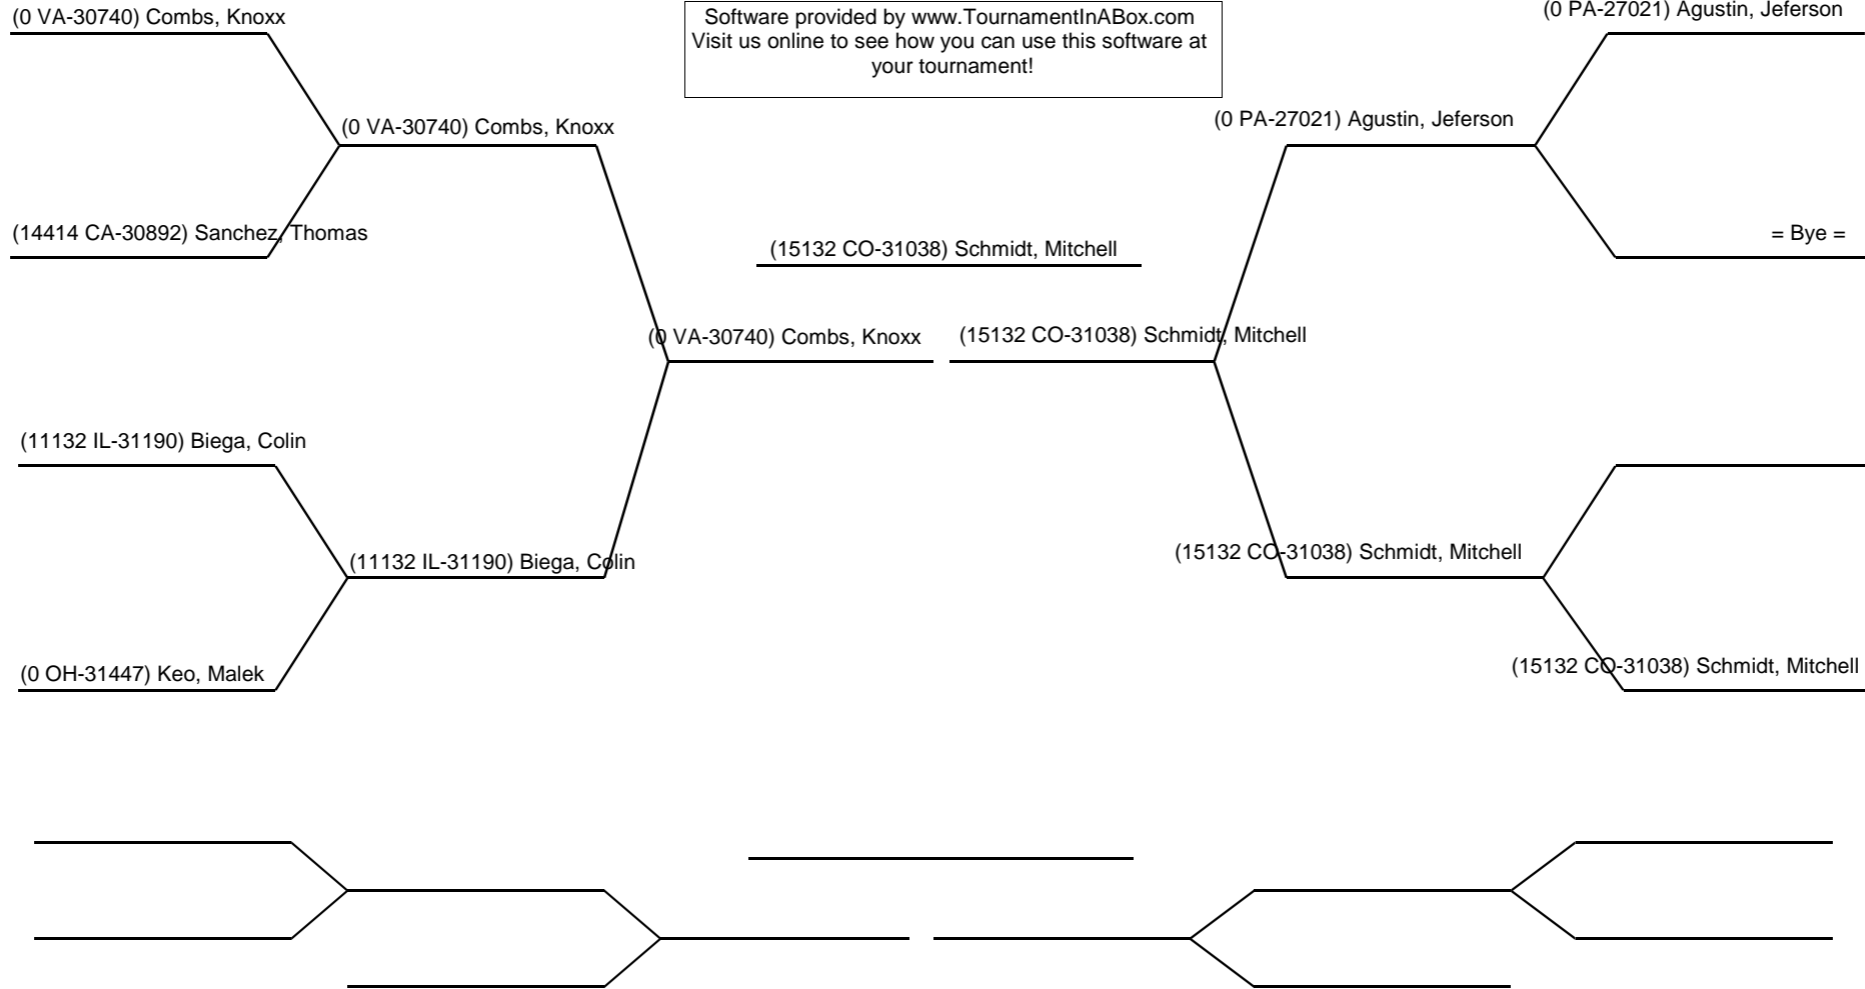 (0 VA-30740) Combs, Knoxx
Software provided by www.TournamentInABox.com
Visit us online to see how you can use this software at
your tournament!
(0 PA-27021) Agustin, Jeferson
(0 VA-30740) Combs, Knoxx
(0 PA-27021) Agustin, Jeferson
(14414 CA-30892) Sanchez, Thomas
(15132 CO-31038) Schmidt, Mitchell
= Bye =
(0 VA-30740) Combs, Knoxx
(15132 CO-31038) Schmidt, Mitchell
(11132 IL-31190) Biega, Colin
(11132 IL-31190) Biega, Colin
(15132 CO-31038) Schmidt, Mitchell
(0 OH-31447) Keo, Malek
(15132 CO-31038) Schmidt, Mitchell